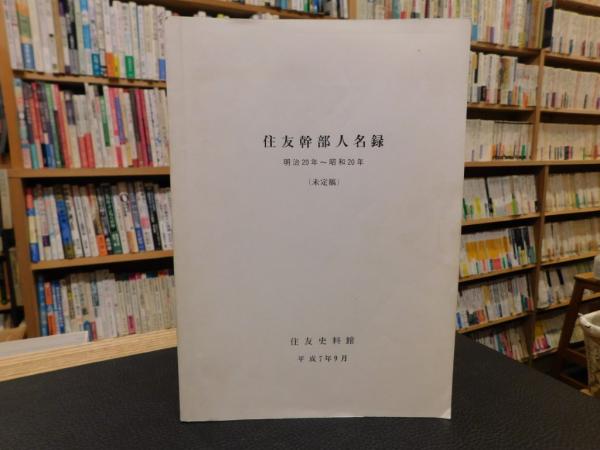 住友幹部人名録
明治20年～昭和20年
(未定稿)
住友史料館
平成7年9月